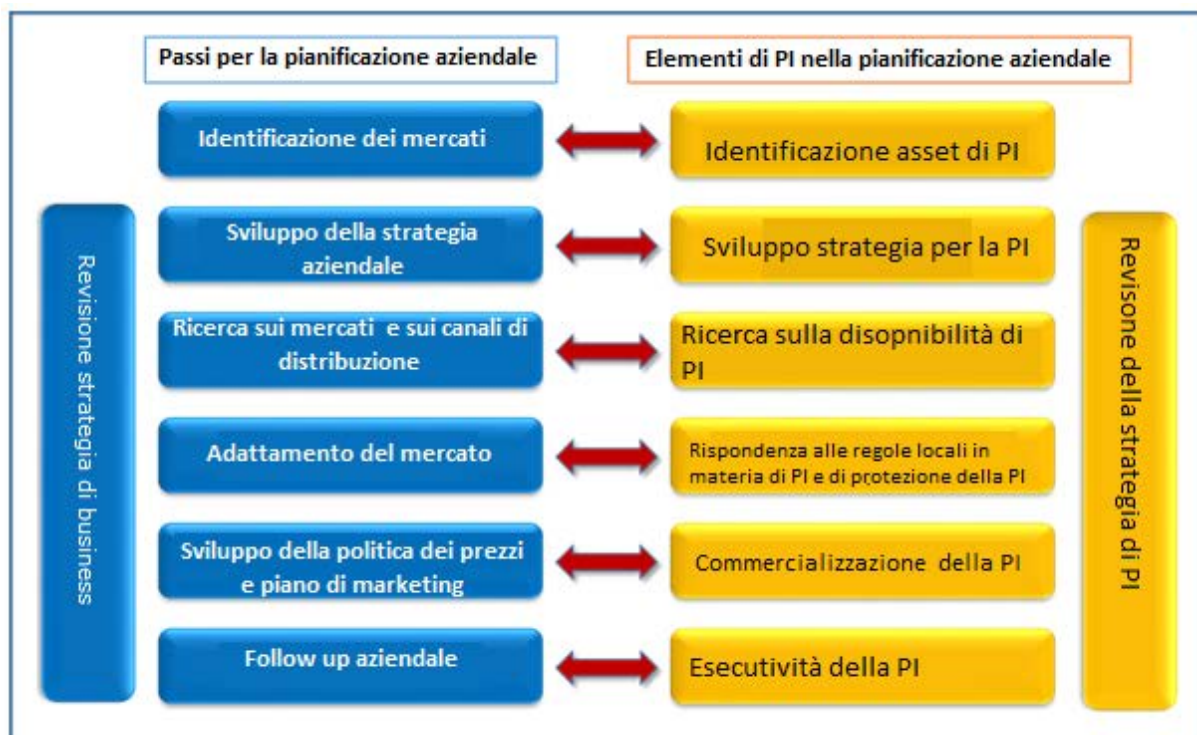 Passi per la pianificazione aziendale
Elementi di PI nella pianificazione aziendale
Identificazione dei mercati
Identificazione asset di PI
Revisione strategia di business
Sviluppo della strategia
aziendale
Sviluppo strategia per la PI
Ricerca sui mercati e sui canali di
distribuzione
Ricerca sulla disopnibilità di
PI
Adattamento del mercato
Rispondenza alle regole locali in
materia di PI e di protezione della PI
Sviluppo della politica dei prezzi
e piano di marketing
Commercializzazione della PI
Follow up aziendale
Esecutività della PI
Revisone della strategia di PI